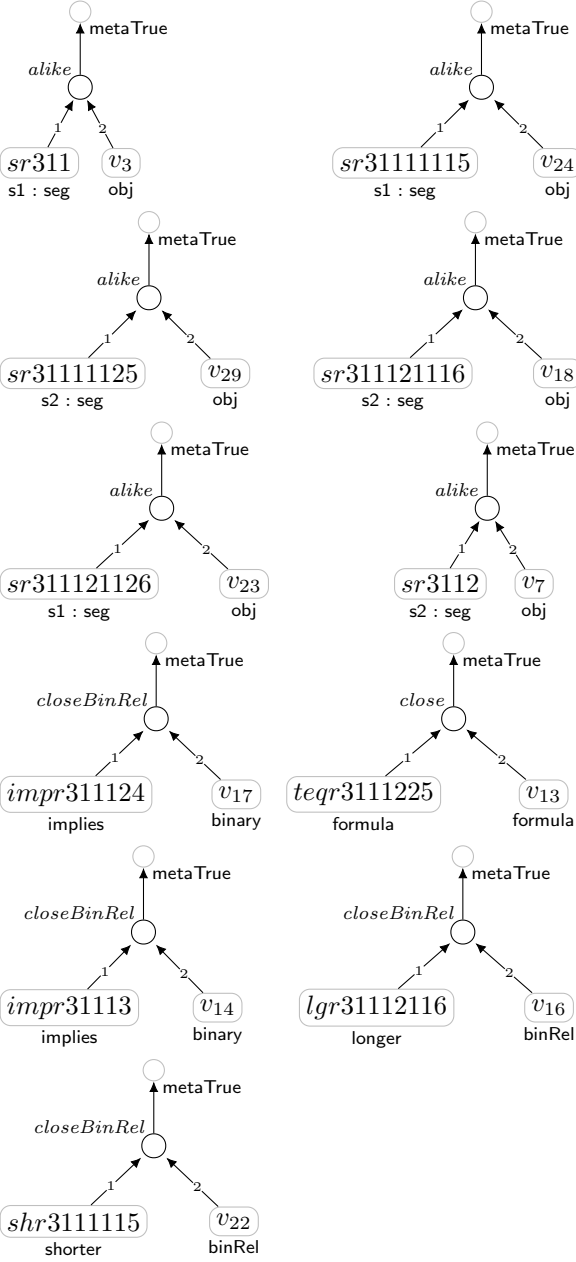 metaTrue metaTrue
alike alike
1 2 1 2
sr311 v3 sr31111115 v24
s1 : seg obj s1 : seg obj
metaTrue metaTrue
alike alike
1 2 1 2
sr31111125 v29 sr311121116 v18
s2 : seg obj s2 : seg obj
metaTrue metaTrue
alike alike
1 2 1 2
sr311121126 v23 sr3112 v7
s1 : seg obj s2 : seg obj
metaTrue metaTrue
closeBinRel close
1 2 1 2
impr311124 v17 teqr3111225 v13
implies binary formula formula
metaTrue metaTrue
closeBinRel closeBinRel
1 2 1 2
impr31113 v14 lgr31112116 v16
implies binary longer binRel
metaTrue
closeBinRel
1 2
shr3111115 v22
shorter binRel